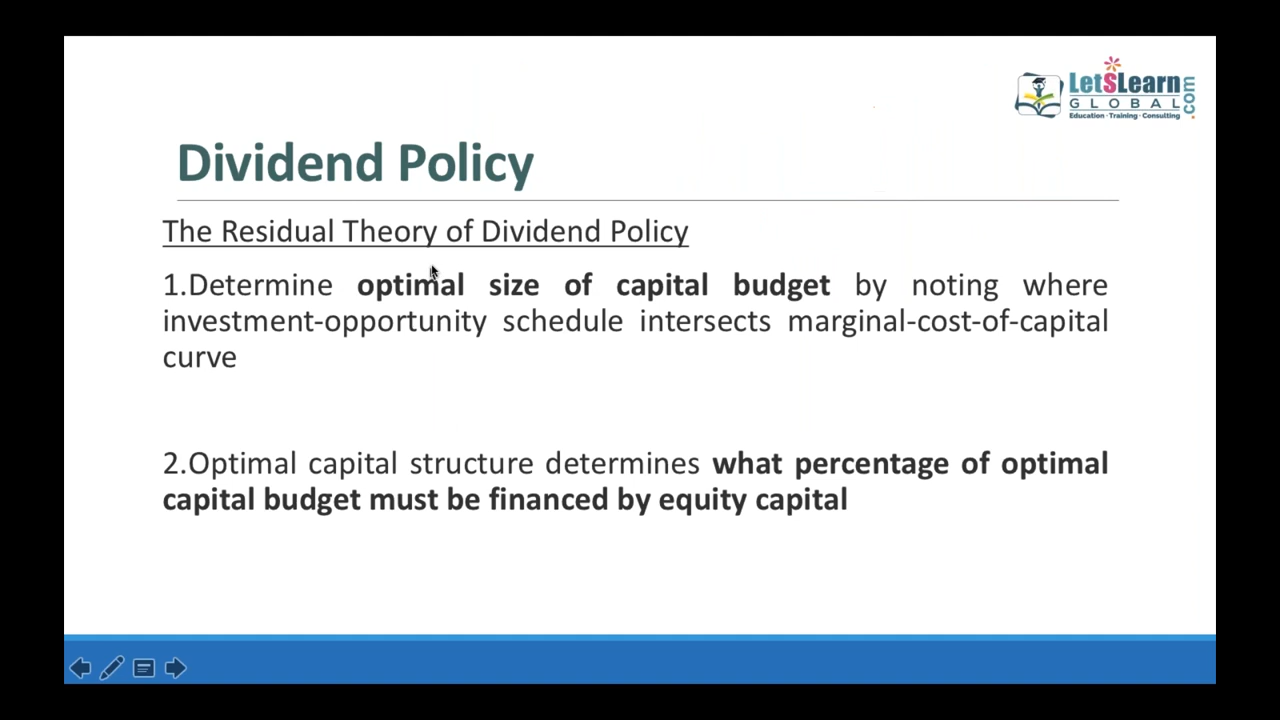 LetSLearn
GLOBAL
.com
Education · Training · Consulting
Dividend Policy
The Residual Theory of Dividend Policy
1.Determine optimal size of capital budget by noting where
investment-opportunity schedule intersects marginal-cost-of-capital
curve
2.Optimal capital structure determines what percentage of optimal
capital budget must be financed by equity capital